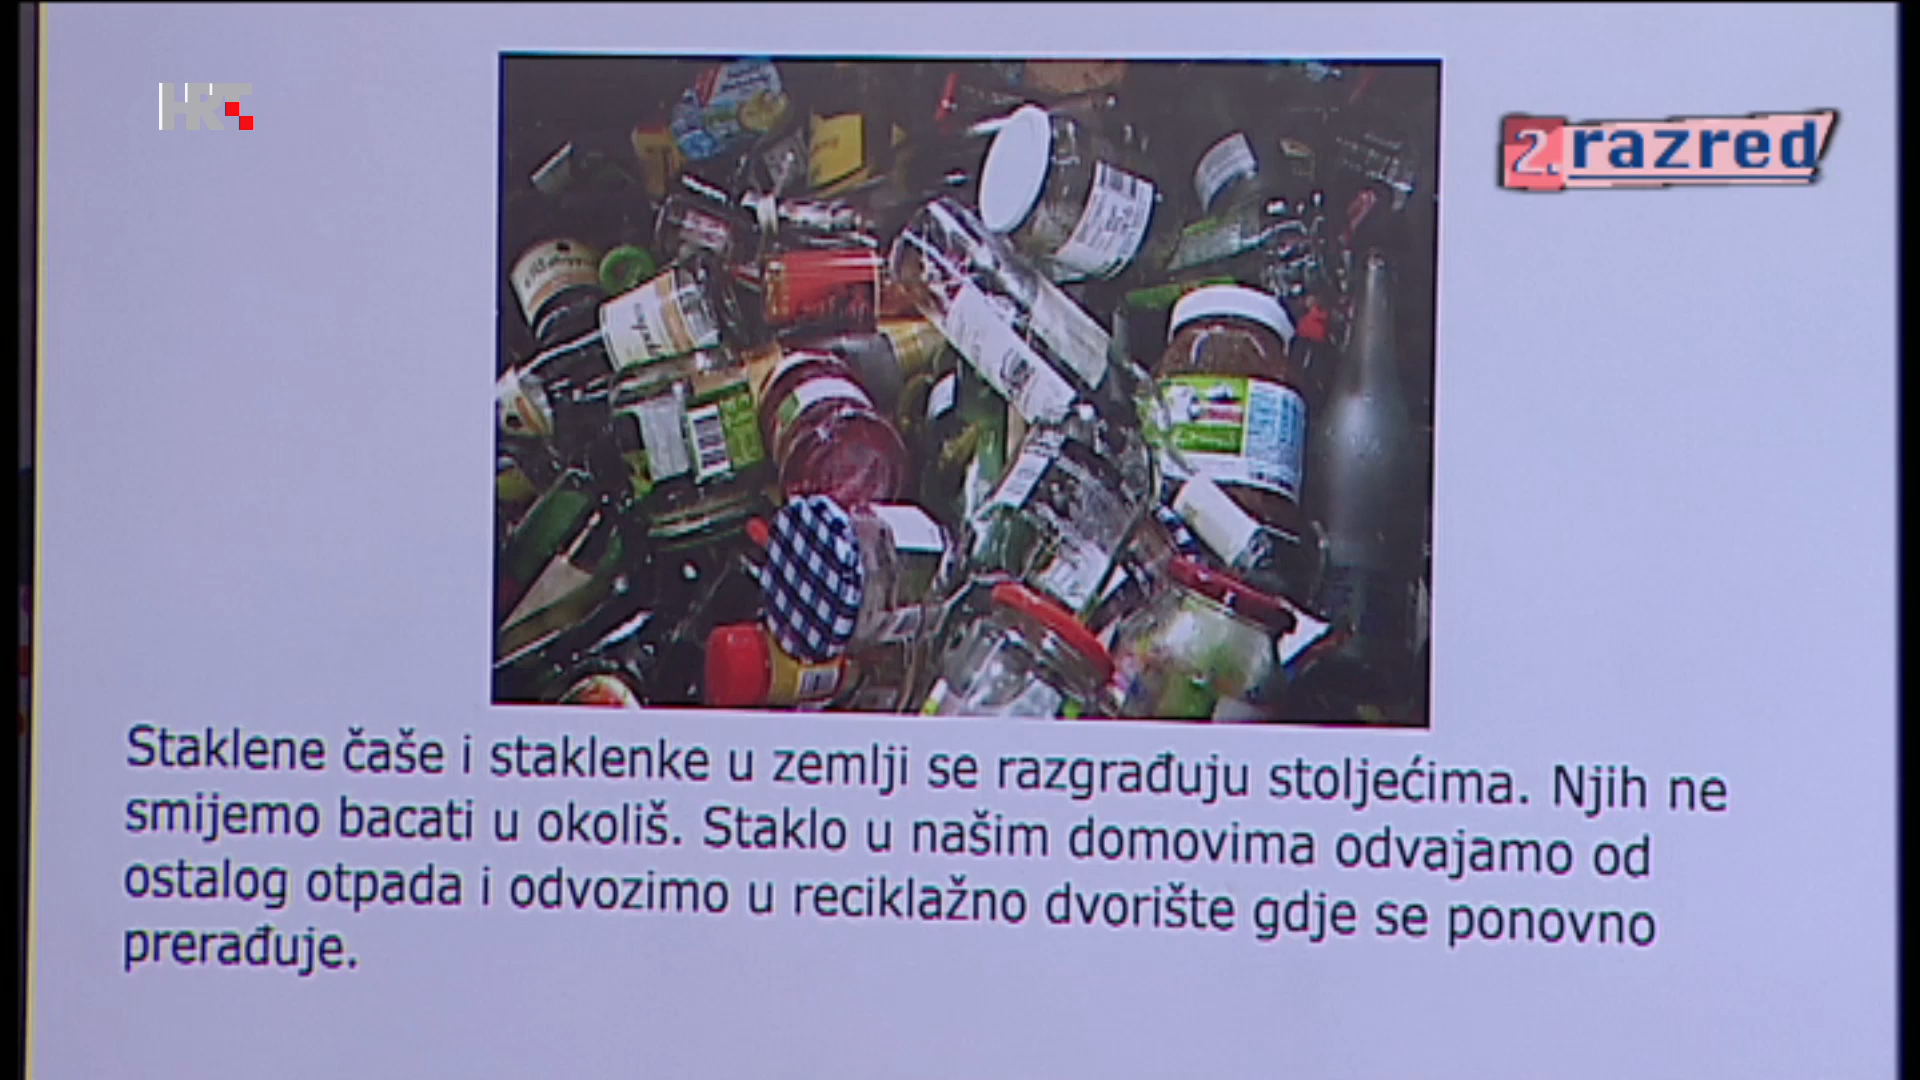 HRT
2. razred
Staklene čaše i staklenke u zemlji se razgrađuju stoljećima. Njih ne
smijemo bacati u okoliš. Staklo u našim domovima odvajamo od
ostalog otpada i odvozimo u reciklažno dvorište gdje se ponovno
prerađuje.